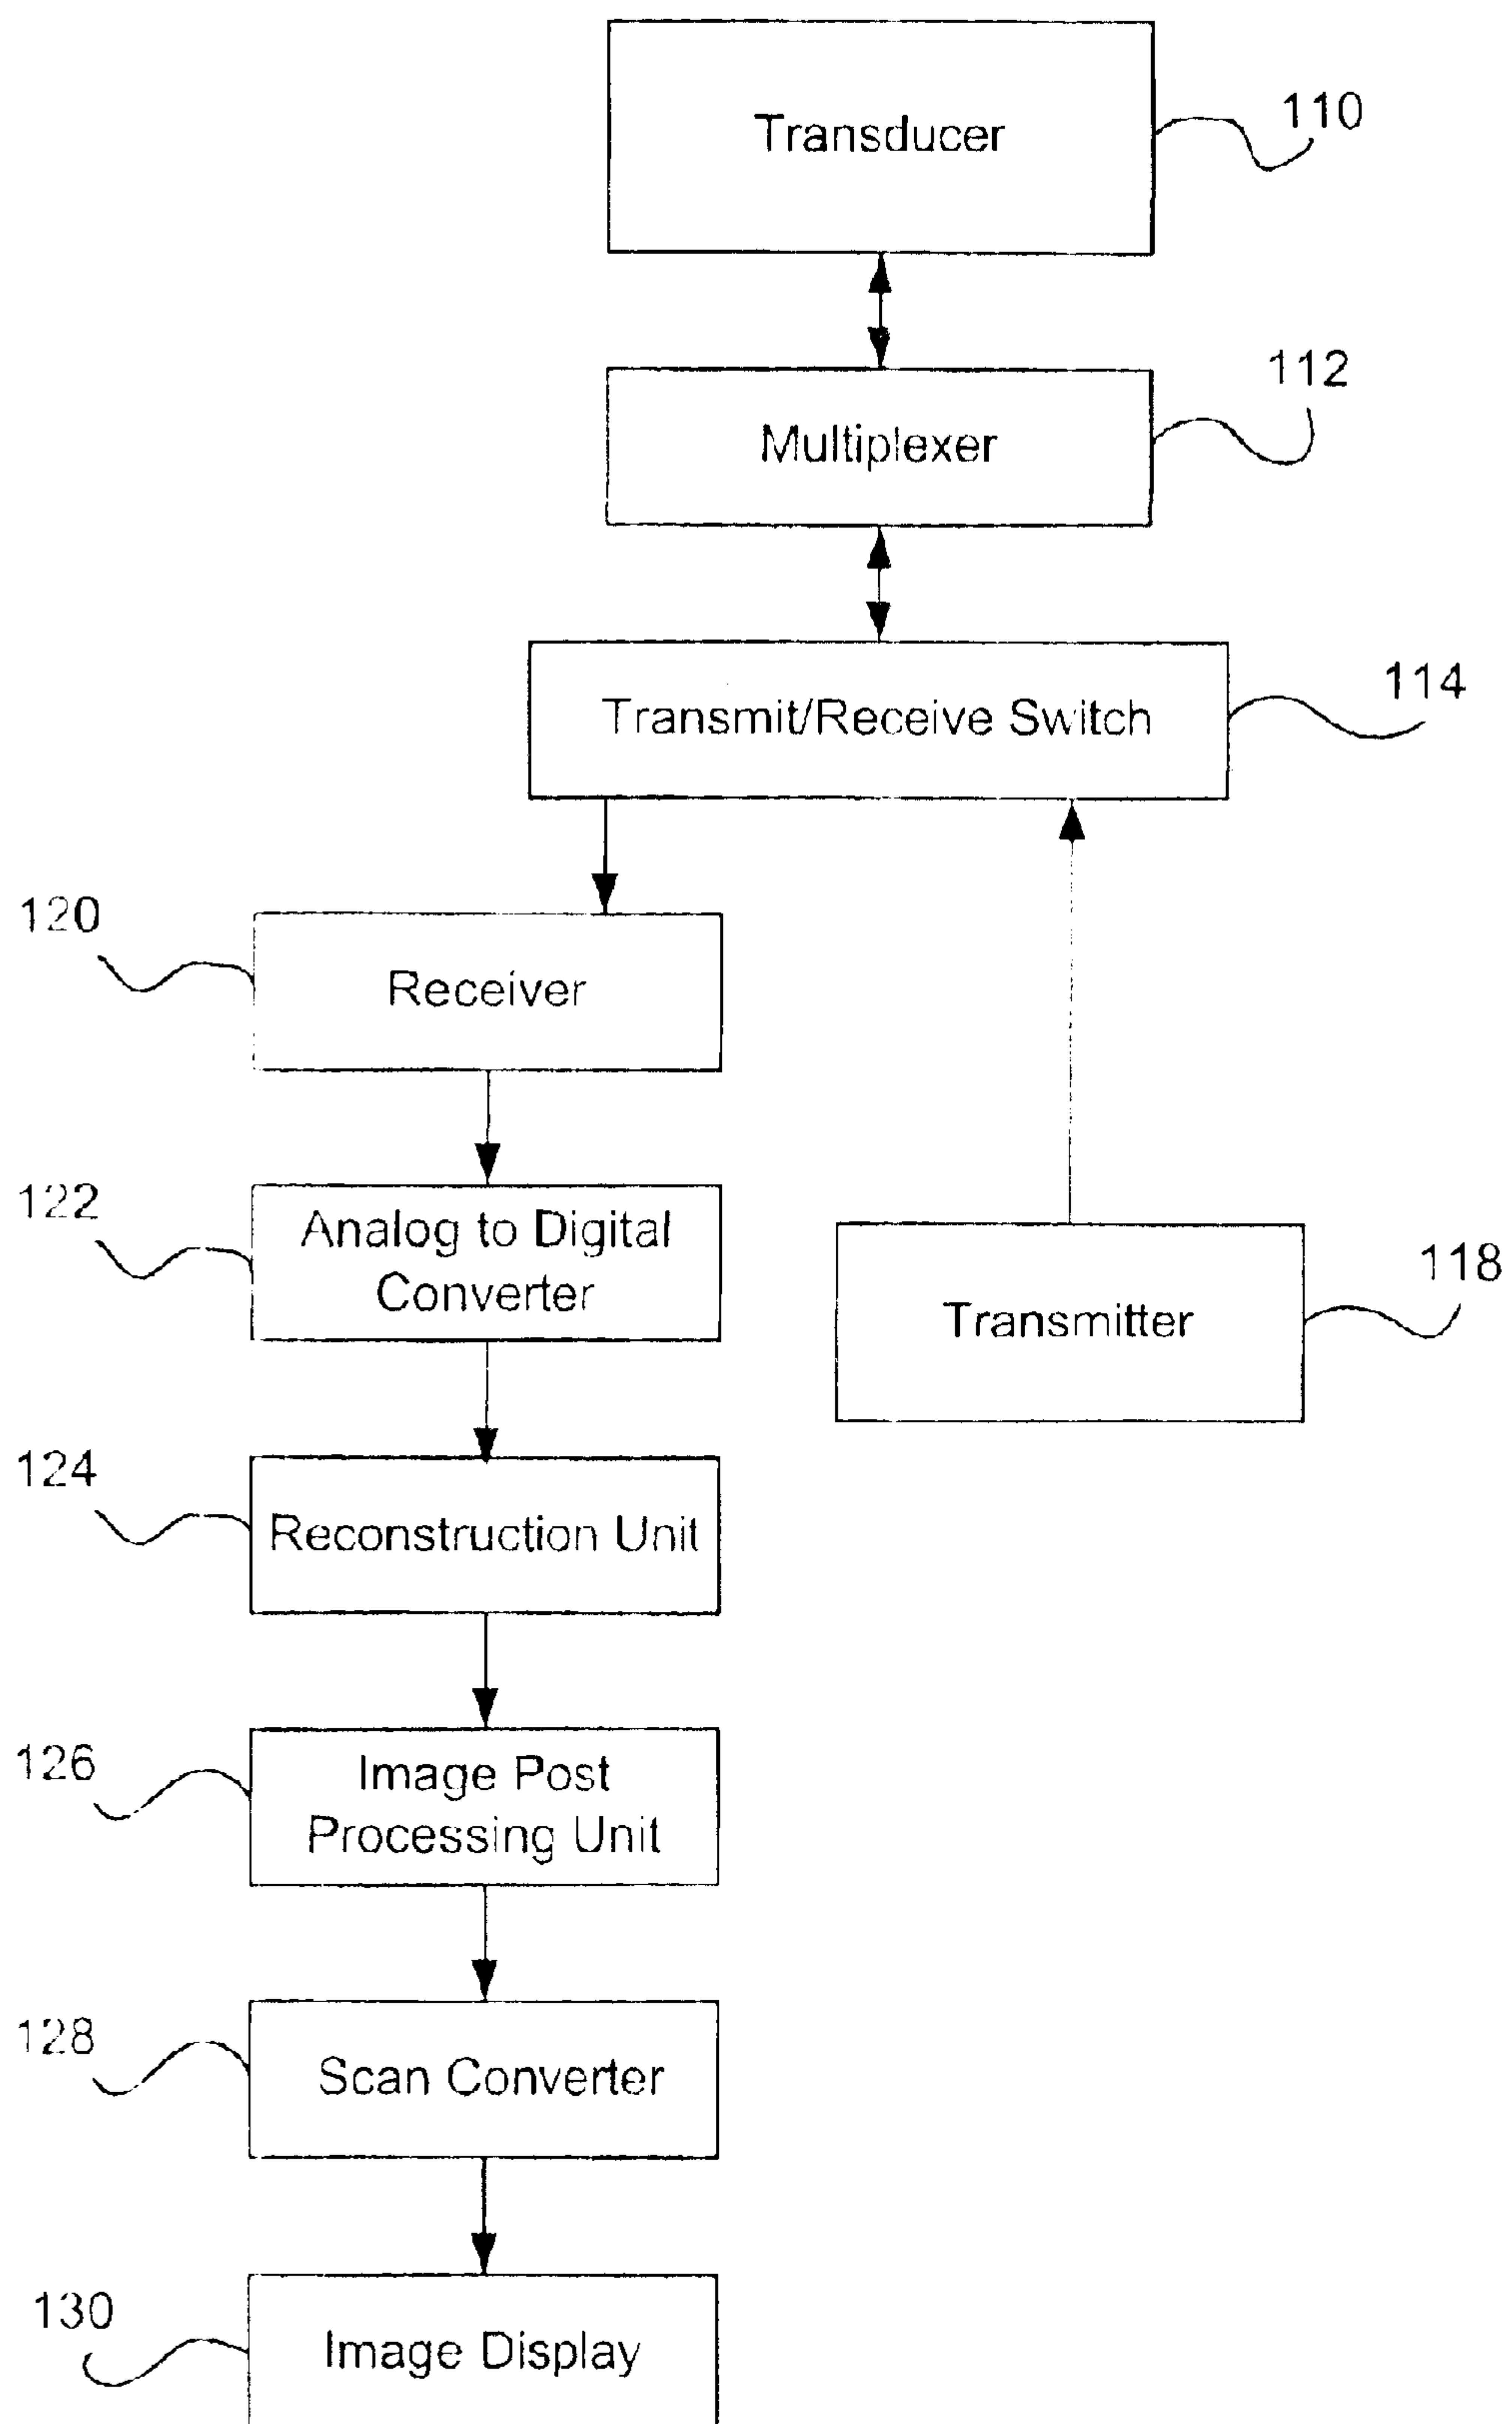 Transducer
110
Multiplexer
112
Transmit/Receive Switch
114
120
Receiver
122
Analog to Digital
Converter
Transmitter
118
124
Reconstruction Unit
126
Image Post
Processing Unit
128
Scan Converter
130
Image Display